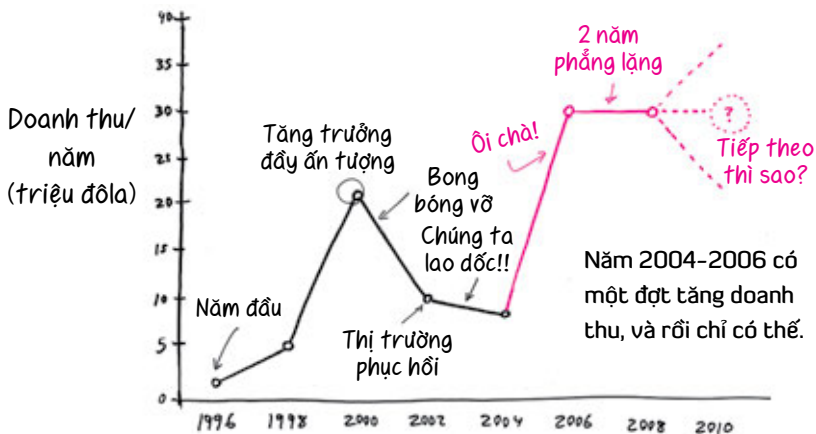 40
35
30
25
20
15
10
5
0
Doanh thu/
năm
(triệu đôla)
Năm đầu
Tăng trưởng
đầy ấn tượng
Bong
bóng vỡ
Chúng ta
lao dốc!!
Thị trường
phục hồi
Ôi chà!
2 năm
phẳng lặng
?
Tiếp theo
thì sao?
Năm 2004-2006 có
một đợt tăng doanh
thu, và rồi chỉ có thế.
1996 1998 2000 2002 2004 2006 2008 2010